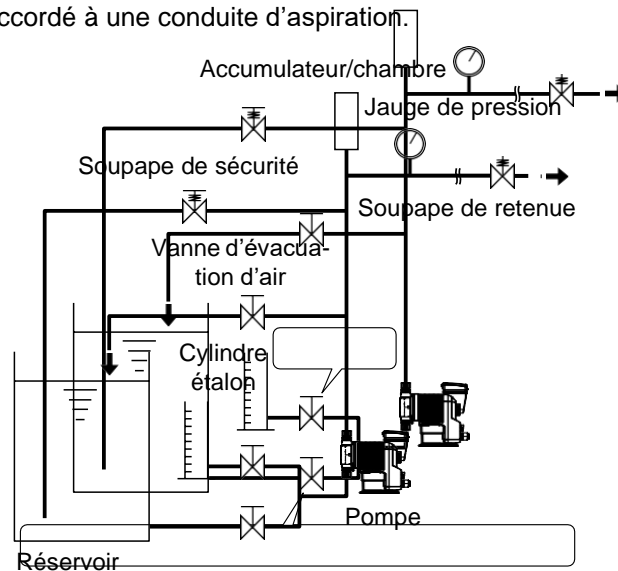 ccordé à une conduite d'aspiration.
Accumulateur/chambre
Jauge de pression
Soupape de sécurité
Soupape de retenue
Vanne d'évacua-
tion d'air
Cylindre
étalon
Pompe
Réservoir